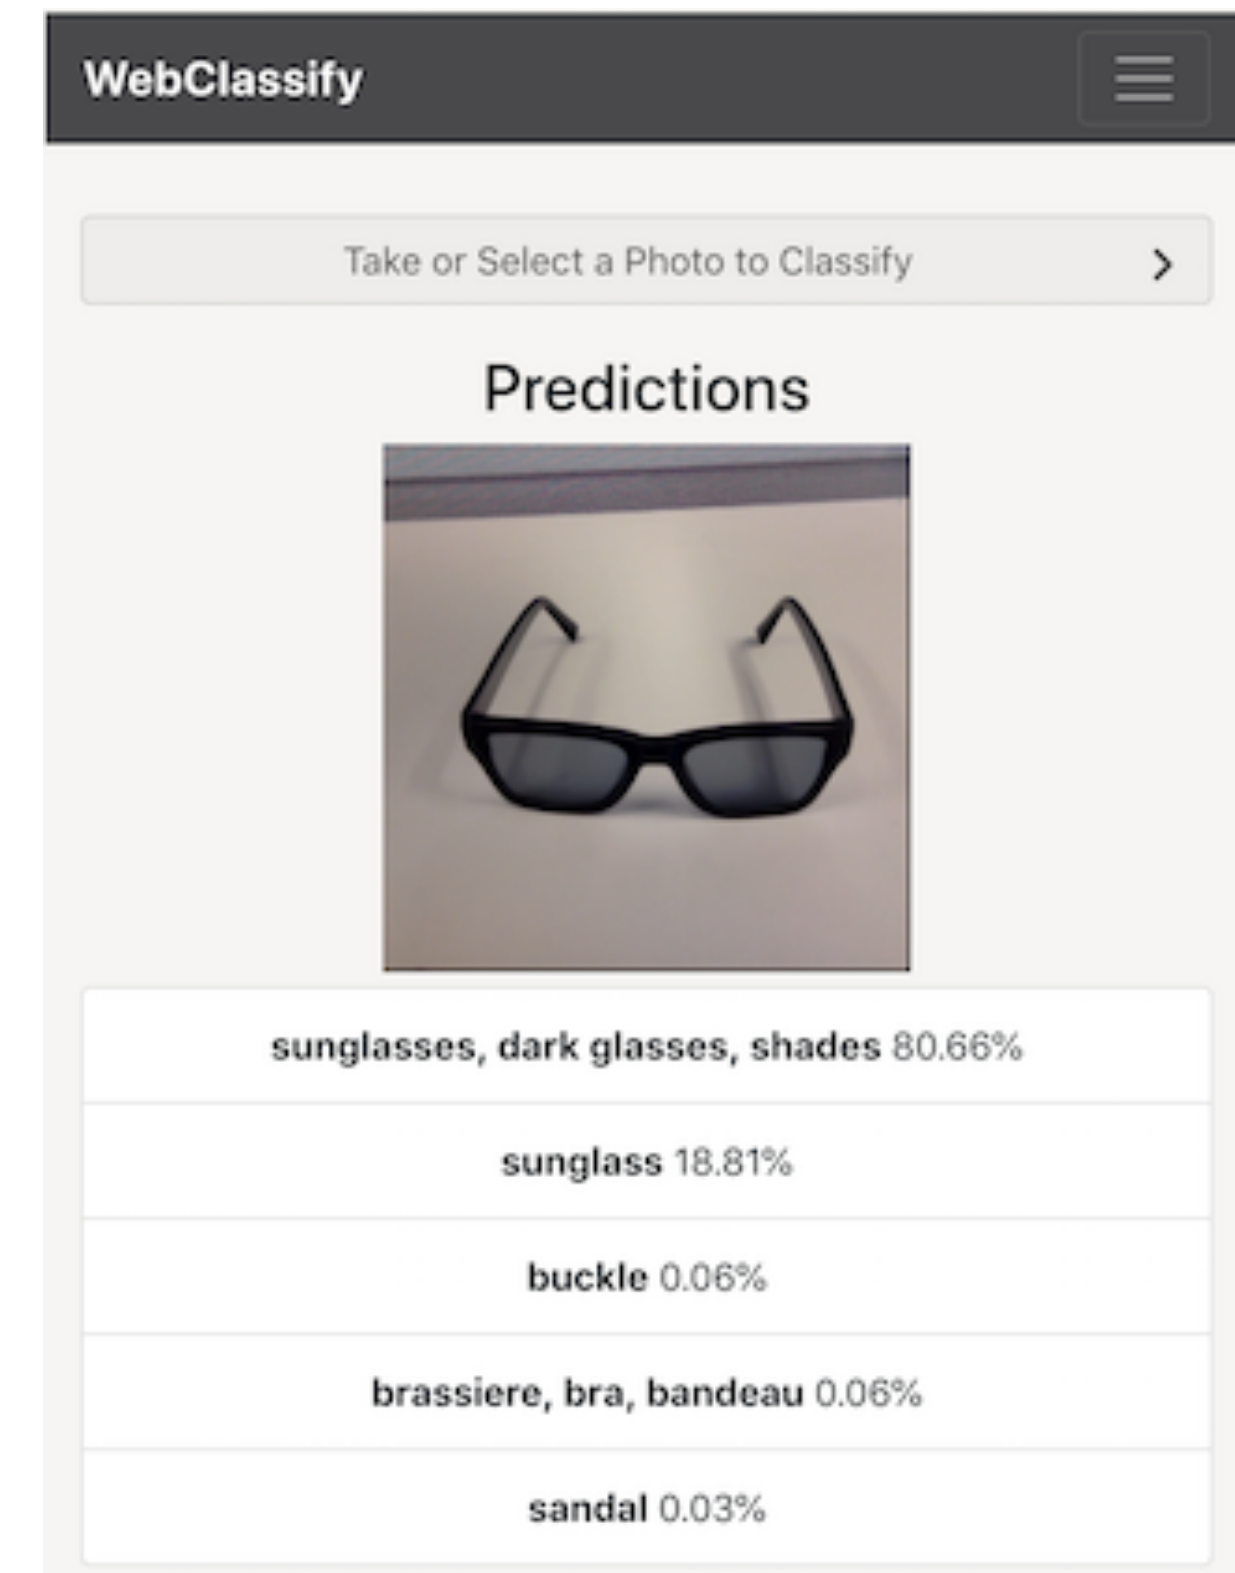 WebClassify
Take or Select a Photo to Classify
Predictions
sunglasses, dark glasses, shades 80.66%
sunglass 18.81%
buckle 0.06%
brassiere, bra, bandeau 0.06%
sandal 0.03%